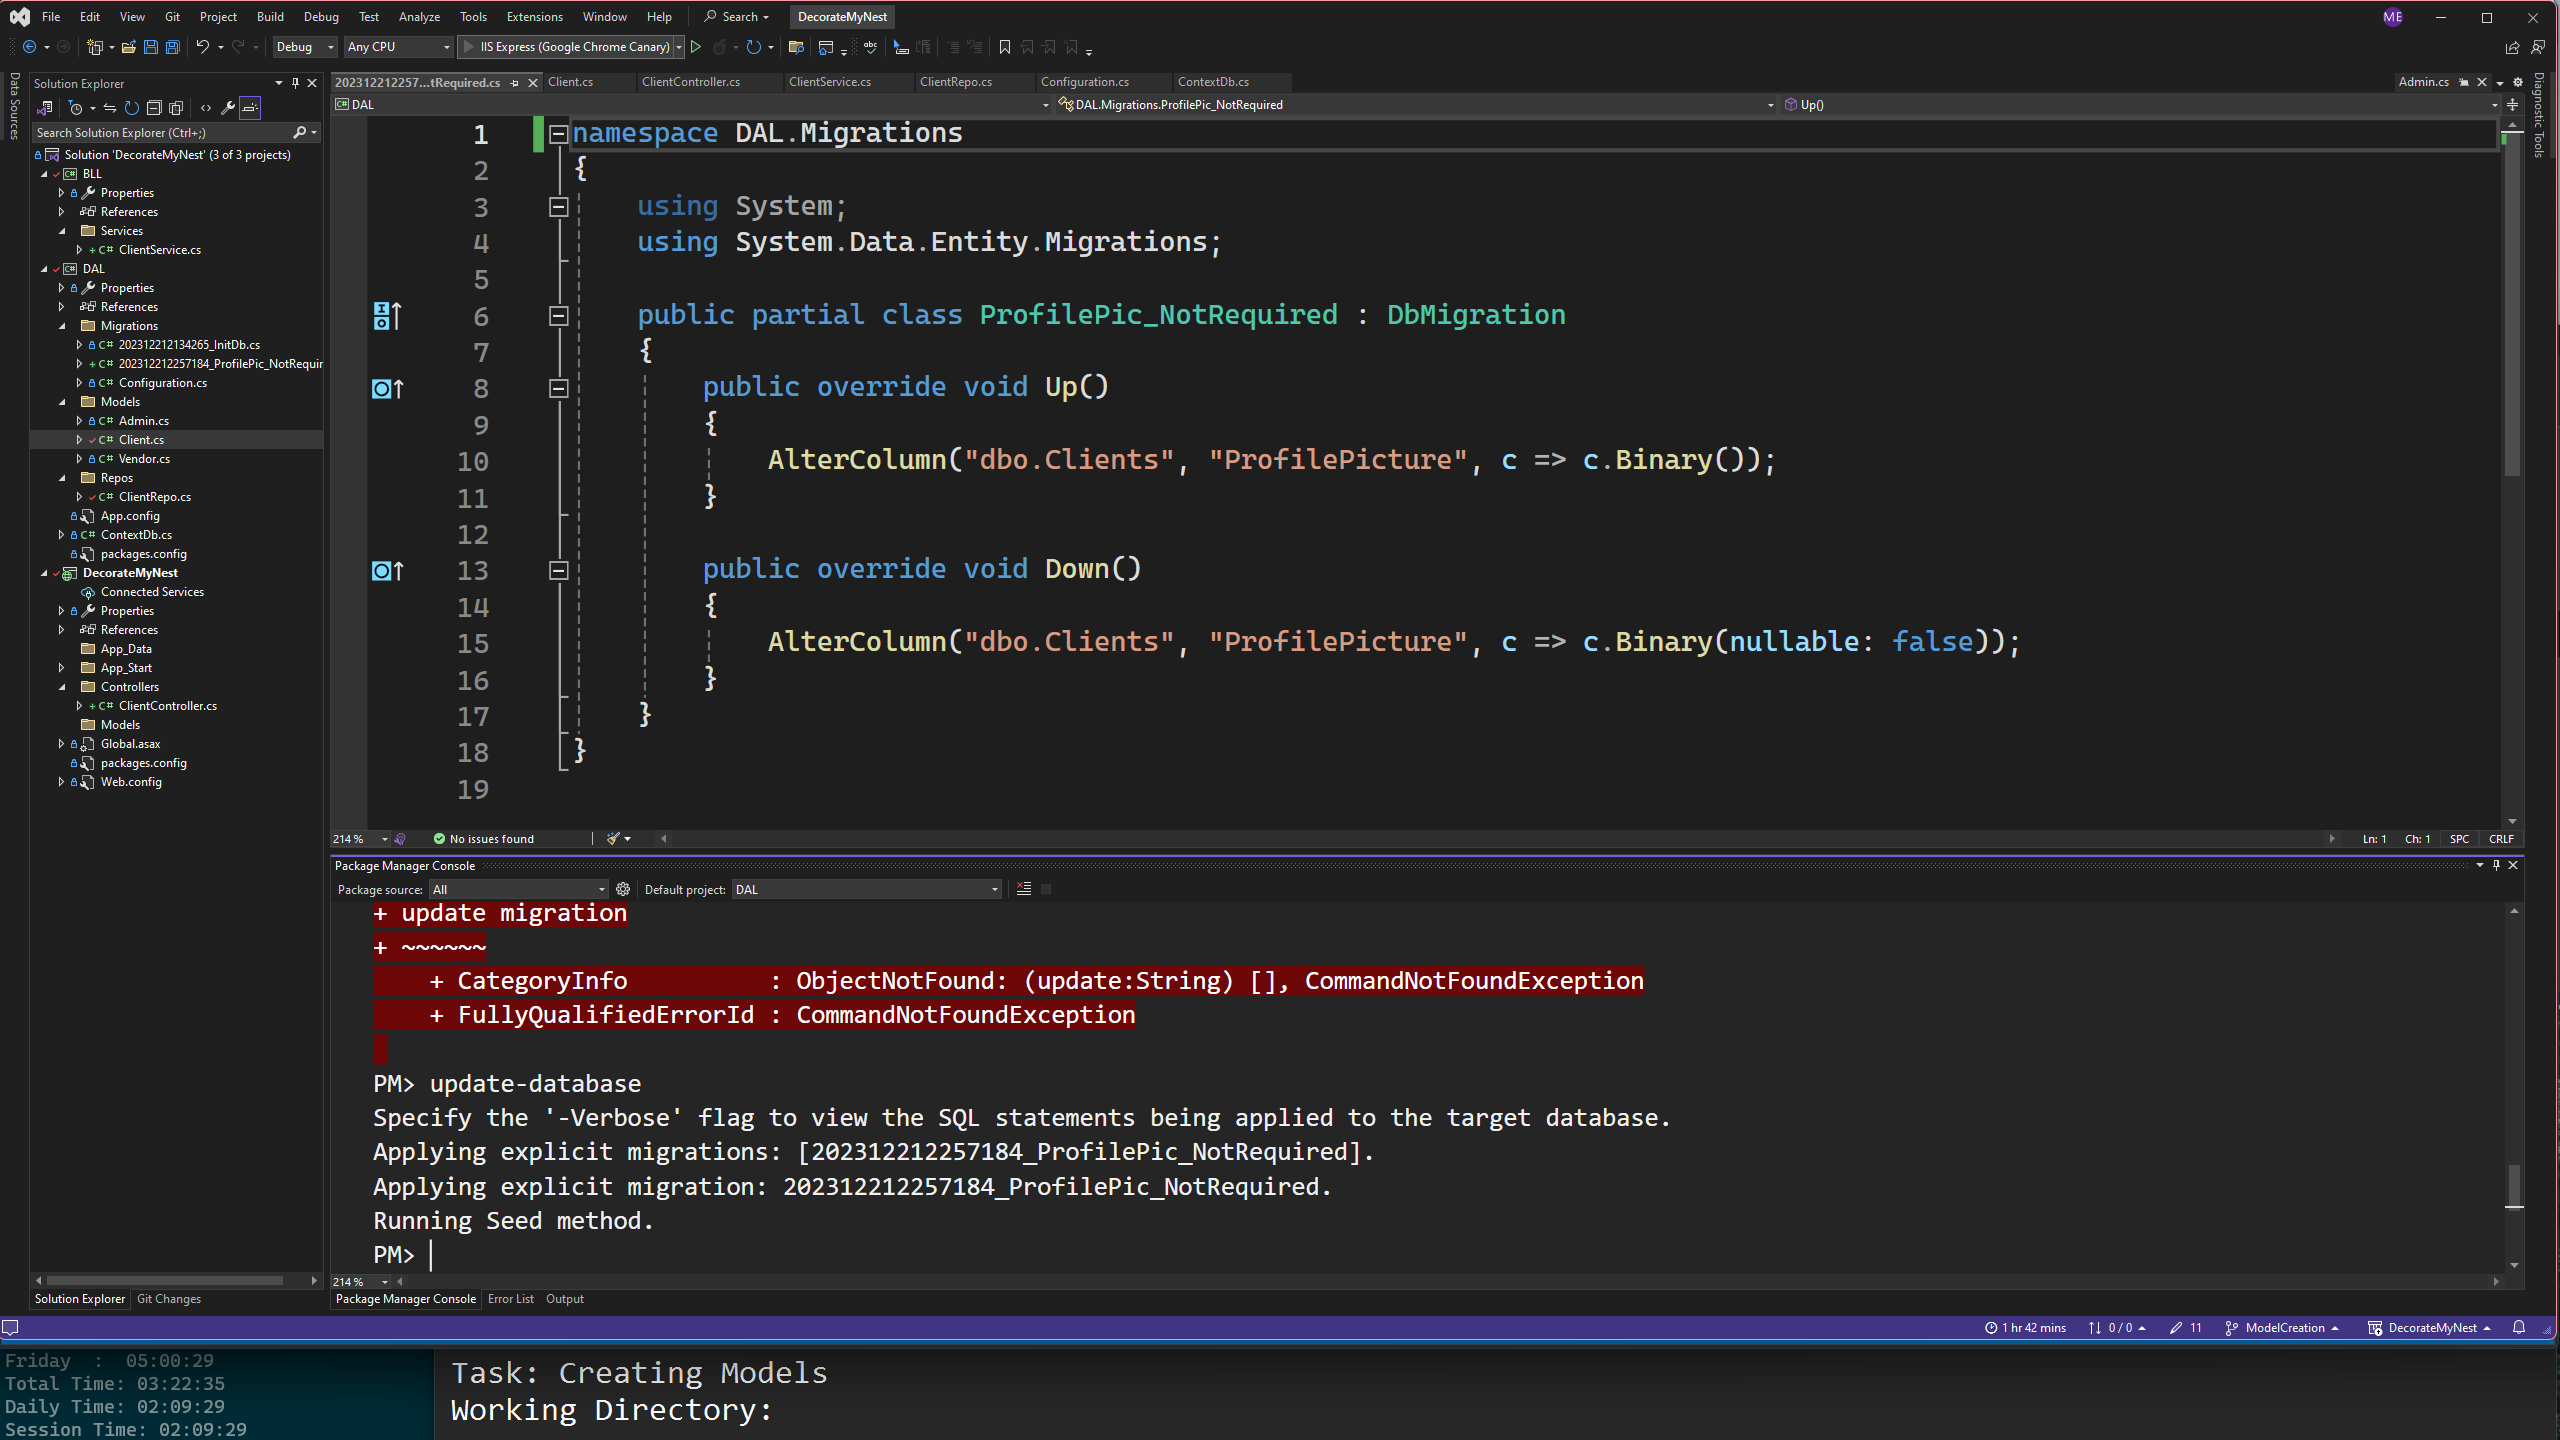 File Edit View Git Project Build Debug Test Analyze Tools Extensions Window Help Search DecorateMyNest ME
Debug Any CPU IIS Express (Google Chrome Canary)
Data Sources
Solution Explorer
Search Solution Explorer (Ctrl+;)
Solution 'DecorateMyNest' (3 of 3 projects)
BLL
Properties
References
Services
ClientService.cs
DAL
Properties
References
Migrations
202312212134265_InitDb.cs
202312212257184_ProfilePic_NotRequir
Configuration.cs
Models
Admin.cs
Client.cs
Vendor.cs
Repos
ClientRepo.cs
App.config
ContextDb.cs
packages.config
DecorateMyNest
Connected Services
Properties
References
App_Data
App_Start
Controllers
ClientController.cs
Models
Global.asax
packages.config
Web.config
Solution Explorer Git Changes
202312212257...tRequired.cs Client.cs ClientController.cs ClientService.cs ClientRepo.cs Configuration.cs ContextDb.cs Admin.cs
DAL DAL.Migrations.ProfilePic_NotRequired Up()
Diagnostic Tools
1 namespace DAL.Migrations
2 {
3 using System;
4 using System.Data.Entity.Migrations;
5
6 public partial class ProfilePic_NotRequired : DbMigration
7 {
8 public override void Up()
9 {
10 AlterColumn("dbo.Clients", "ProfilePicture", c => c.Binary());
11 }
12
13 public override void Down()
14 {
15 AlterColumn("dbo.Clients", "ProfilePicture", c => c.Binary(nullable: false));
16 }
17 }
18 }
19
214 % No issues found Ln: 1 Ch: 1 SPC CRLF
Package Manager Console
Package source: All Default project: DAL
+ update migration
+ ~~~~~~
+ CategoryInfo : ObjectNotFound: (update:String) [], CommandNotFoundException
+ FullyQualifiedErrorId : CommandNotFoundException
PM> update-database
Specify the '-Verbose' flag to view the SQL statements being applied to the target database.
Applying explicit migrations: [202312212257184_ProfilePic_NotRequired].
Applying explicit migration: 202312212257184_ProfilePic_NotRequired.
Running Seed method.
PM>
214 %
Package Manager Console Error List Output
1 hr 42 mins 0 / 0 11 ModelCreation DecorateMyNest
Friday : 05:00:29
Total Time: 03:22:35
Daily Time: 02:09:29
Session Time: 02:09:29
Task: Creating Models
Working Directory: